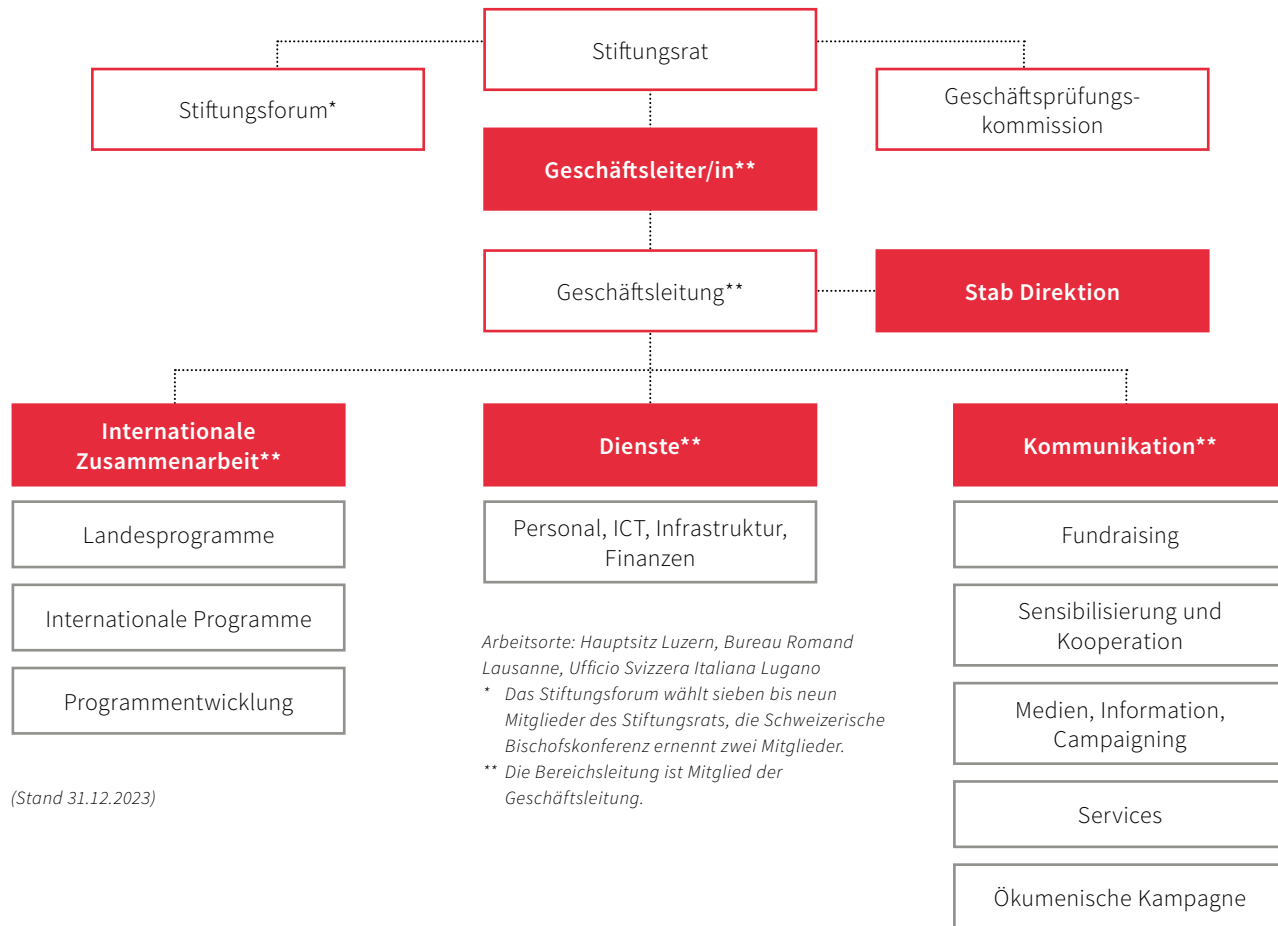 Stiftungsrat
Stiftungsforum*
Geschäftsprüfungs-
kommission
Geschäftsleiter/in**
Geschäftsleitung**
Stab Direktion
Internationale
Zusammenarbeit**
Landesprogramme
Internationale Programme
Programmentwicklung
(Stand 31.12.2023)
Dienste**
Personal, ICT, Infrastruktur,
Finanzen
Arbeitsorte: Hauptsitz Luzern, Bureau Romand
Lausanne, Ufficio Svizzera Italiana Lugano
* Das Stiftungsforum wählt sieben bis neun
Mitglieder des Stiftungsrats, die Schweizerische
Bischofskonferenz ernennt zwei Mitglieder.
** Die Bereichsleitung ist Mitglied der
Geschäftsleitung.
Kommunikation**
Fundraising
Sensibilisierung und
Kooperation
Medien, Information,
Campaigning
Services
Ökumenische Kampagne